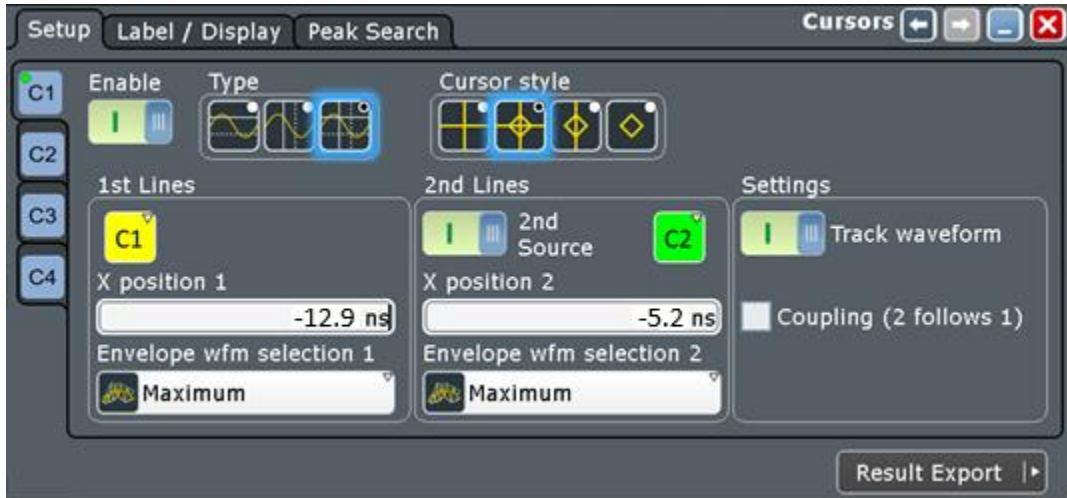 Setup Label / Display Peak Search Cursors
C1
C2
C3
C4
Enable Type Cursor style
1st Lines
C1
X position 1
-12.9 ns
Envelope wfm selection 1
Maximum
2nd Lines
2nd
Source
C2
X position 2
-5.2 ns
Envelope wfm selection 2
Maximum
Settings
Track waveform
Coupling (2 follows 1)
Result Export